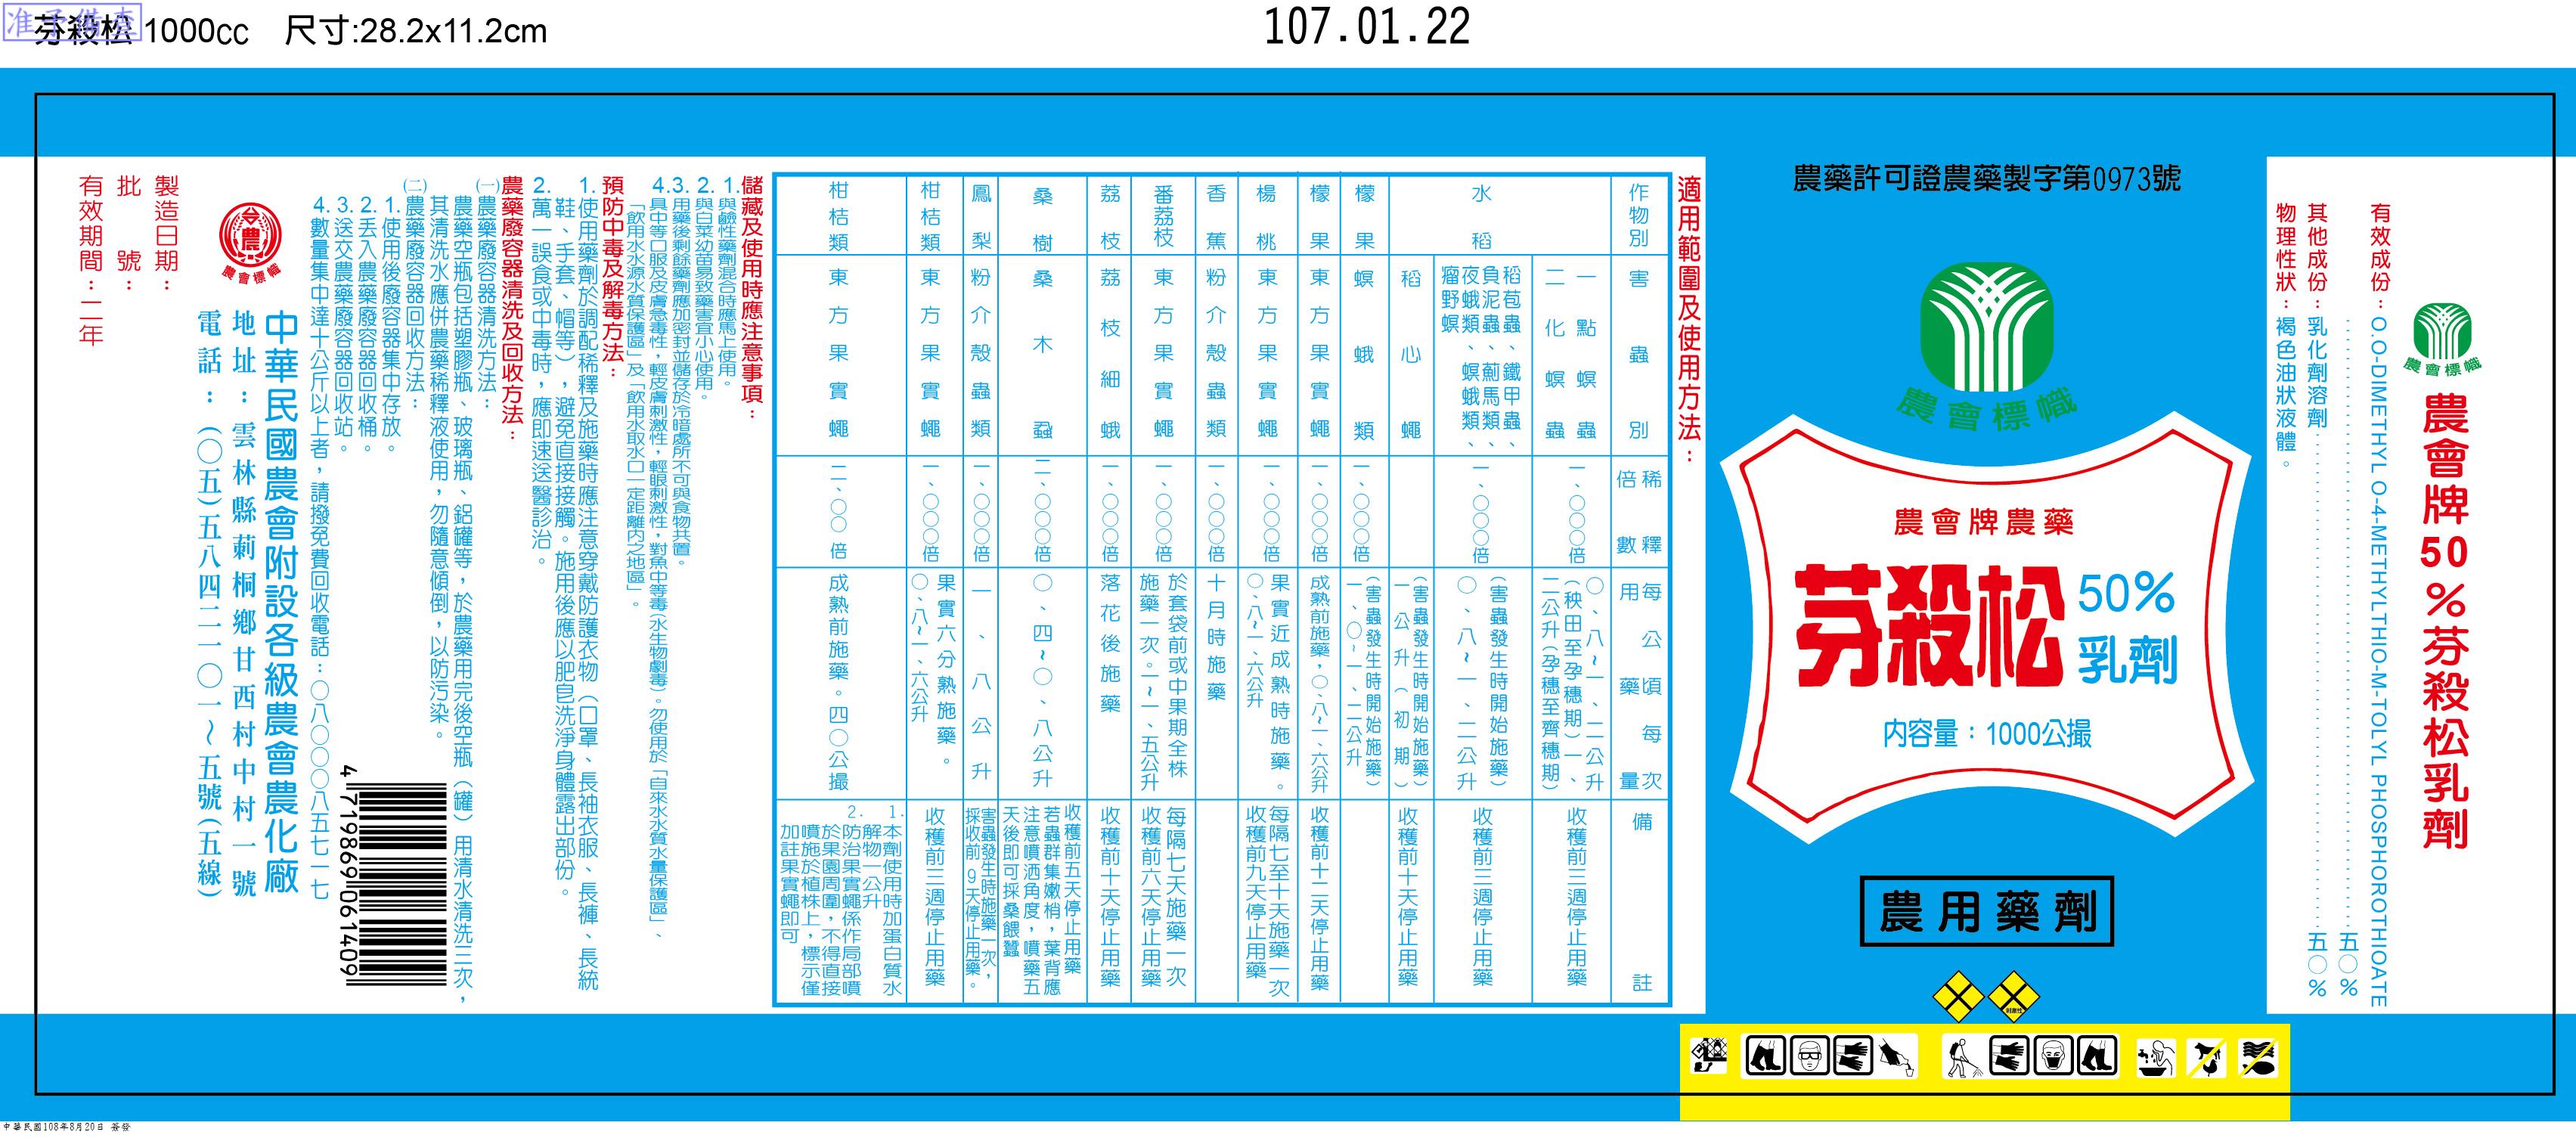 准予備查
芬殺松 1000cc 尺寸:28.2x11.2cm
107.01.22
農會標幟
農會牌50%芬殺松乳劑
有效成份:O.O-DIMETHYL O-4-METHYLTHIO-M-TOLYL PHOSPHOROTHIOATE
五○%
其他成份:乳化劑溶劑 五○%
物理性狀:褐色油狀液體。
農藥許可證農藥製字第0973號
農會標幟
農會牌農藥
芬殺松
50%
乳劑
內容量:1000公撮
農用藥劑
刺激性
適用範圍及使用方法:
作物別 害蟲別 稀釋倍數 每公頃每次用藥量 備註
水稻
一點螟蟲
二化螟蟲
一、○○○倍
○、八~一、二公升
(秧田至孕穗期)一、
二公升(孕穗至齊穗期)
收穫前三週停止用藥
稻苞蟲、鐵甲蟲、
負泥蟲、薊馬類、
夜蛾類、螟蛾類、
瘤野螟
一、○○○倍
(害蟲發生時開始施藥)
○、八~一、二公升
收穫前三週停止用藥
稻心蠅
(害蟲發生時開始施藥)
一公升(初期)
收穫前十天停止用藥
檬果 螟蛾類 一、○○○倍
(害蟲發生時開始施藥)
一、○~一、二公升
檬果 東方果實蠅 一、○○○倍 成熟前施藥,○、八~一、六公升 收穫前十二天停止用藥
楊桃 東方果實蠅 一、○○○倍
果實近成熟時施藥。
○、八~一、六公升
每隔七至十天施藥一次
收穫前九天停止用藥
香蕉 粉介殼蟲類 一、○○○倍 十月時施藥
番荔枝 東方果實蠅 一、○○○倍
於套袋前或中果期全株
施藥一次。一~一、五公升
每隔七天施藥一次
收穫前六天停止用藥
荔枝 荔枝細蛾 一、○○○倍 落花後施藥 收穫前十天停止用藥
桑樹 桑木蝨 二、○○○倍 ○、四~○、八公升
收穫前五天停止用藥
若蟲群集嫩梢,葉背應
注意噴洒角度,噴藥五
天後即可採桑餵蠶
鳳梨 粉介殼蟲類 一、○○○倍 一、八公升
害蟲發生時施藥一次,
採收前9天停止用藥。
柑桔類 東方果實蠅 一、○○○倍
果實六分熟施藥。
○、八~一、六公升
收穫前三週停止用藥
柑桔類 東方果實蠅 二、○○倍 成熟前施藥。四○公撮
1.本劑使用時加蛋白質水
解物一公升
2.防治果實蠅係作局部噴
於果園周圍,不得直接
噴施於植株上,標示僅
加註果實蠅即可
儲藏及使用時應注意事項:
1.與鹼性藥劑混合時應馬上使用。
2.與白菜幼苗易致藥害宜小心使用。
3.用藥後剩餘藥劑應加密封並儲存於冷暗處所不可與食物共置。
4.具中等口服及皮膚急毒性,輕皮膚刺激性,輕眼刺激性,對魚中等毒(水生物劇毒)。勿使用於「自來水水質水量保護區」、
「飲用水水源水質保護區」及「飲用水取水口一定距離內之地區」。
預防中毒及解毒方法:
1.使用藥劑於調配稀釋及施藥時應注意穿戴防護衣物(口罩、長袖衣服、長褲、長統
鞋、手套、帽等),避免直接接觸。施用後應以肥皂洗淨身體露出部份。
2.萬一誤食或中毒時,應即速送醫診治。
農藥廢容器清洗及回收方法:
(一)農藥廢容器清洗方法:
農藥空瓶包括塑膠瓶、玻璃瓶、鋁罐等,於農藥用完後空瓶(罐)用清水清洗三次,
其清洗水應併農藥稀釋液使用,勿隨意傾倒,以防污染。
(二)農藥廢容器回收方法:
1.使用後廢容器集中存放。
2.丟入農藥廢容器回收桶。
3.送交農藥廢容器回收站。
4.數量集中達十公斤以上者,請撥免費回收電話:○八○○○八五七一七
4 719869 061409
農
農會標幟
中華民國農會附設各級農會農化廠
地址:雲林縣莿桐鄉甘西村中村一號
電話:(○五)五八四二一○一~五號(五線)
製造日期:
批號:
有效期間:二年
中華民國108年8月20日 簽發